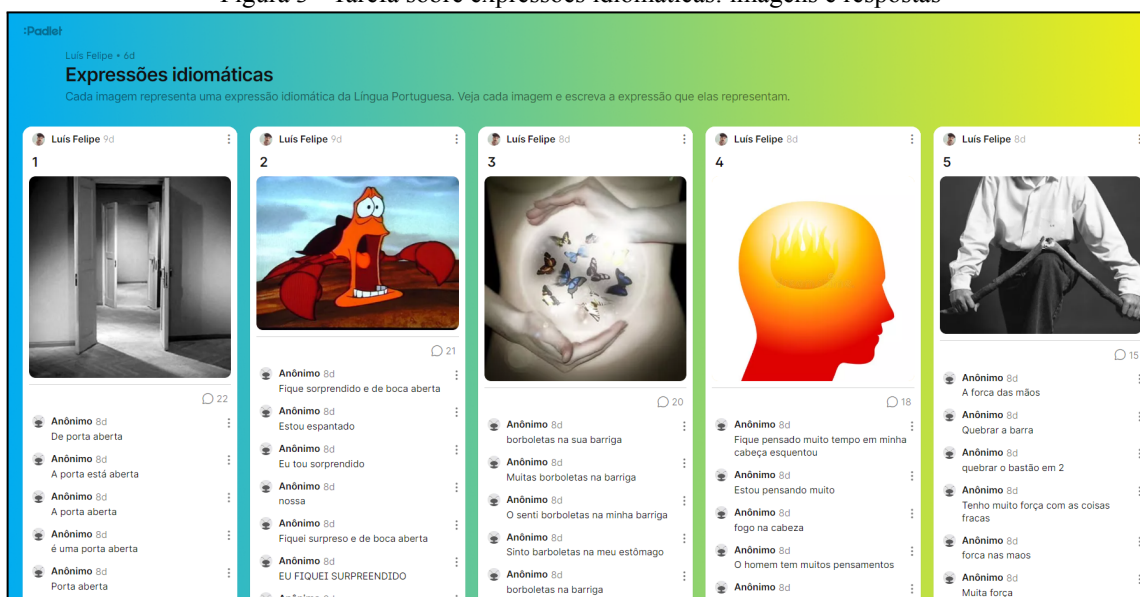 Figura 3 - Tarefa sobre expressões idiomáticas: imagens e respostas
:Padlet
Luís Felipe • 6d
Expressões idiomáticas
Cada imagem representa uma expressão idiomática da Língua Portuguesa. Veja cada imagem e escreva a expressão que elas representam.
Luís Felipe 9d
1
22
Anônimo 8d
De porta aberta
Anônimo 8d
A porta está aberta
Anônimo 8d
A porta aberta
Anônimo 8d
é uma porta aberta
Anônimo 8d
Porta aberta
Luís Felipe 9d
2
21
Anônimo 8d
Fique sorprendido e de boca aberta
Anônimo 8d
Estou espantado
Anônimo 8d
Eu tou sorprendido
Anônimo 8d
nossa
Anônimo 8d
Fiquei surpreso e de boca aberta
Anônimo 8d
EU FIQUEI SURPREENDIDO
Luís Felipe 8d
3
20
Anônimo 8d
borboletas na sua barriga
Anônimo 8d
Muitas borboletas na barriga
Anônimo 8d
O senti borboletas na minha barriga
Anônimo 8d
Sinto barboletas na meu estômago
Anônimo 8d
borboletas na barriga
Luís Felipe 8d
4
18
Anônimo 8d
Fique pensado muito tempo em minha
cabeça esquentou
Anônimo 8d
Estou pensando muito
Anônimo 8d
fogo na cabeza
Anônimo 8d
O homem tem muitos pensamentos
Anônimo 8d
Luís Felipe 8d
5
15
Anônimo 8d
A forca das mãos
Anônimo 8d
Quebrar a barra
Anônimo 8d
quebrar o bastão em 2
Anônimo 8d
Tenho muito força com as coisas
fracas
Anônimo 8d
forca nas maos
Anônimo 8d
Muita força